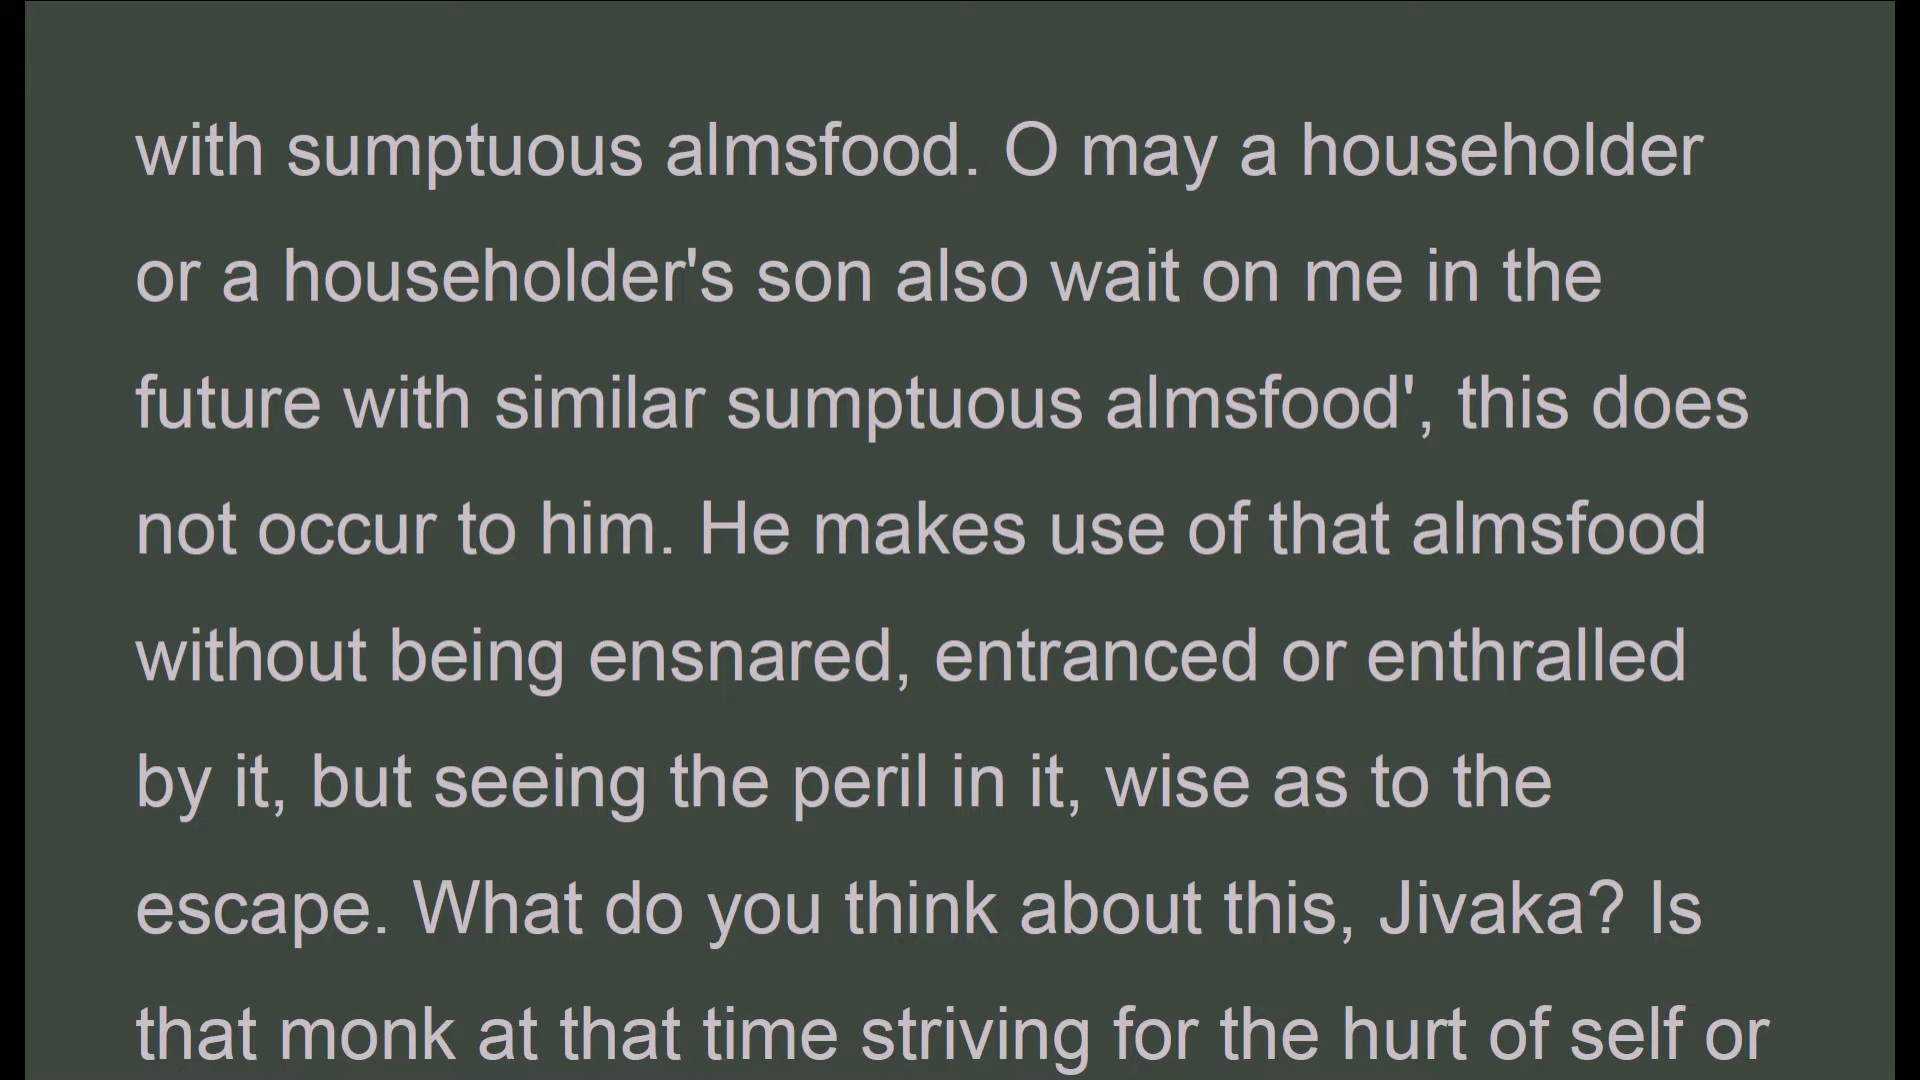 with sumptuous almsfood. O may a householder
or a householder's son also wait on me in the
future with similar sumptuous almsfood', this does
not occur to him. He makes use of that almsfood
without being ensnared, entranced or enthralled
by it, but seeing the peril in it, wise as to the
escape. What do you think about this, Jivaka? Is
that monk at that time striving for the hurt of self or